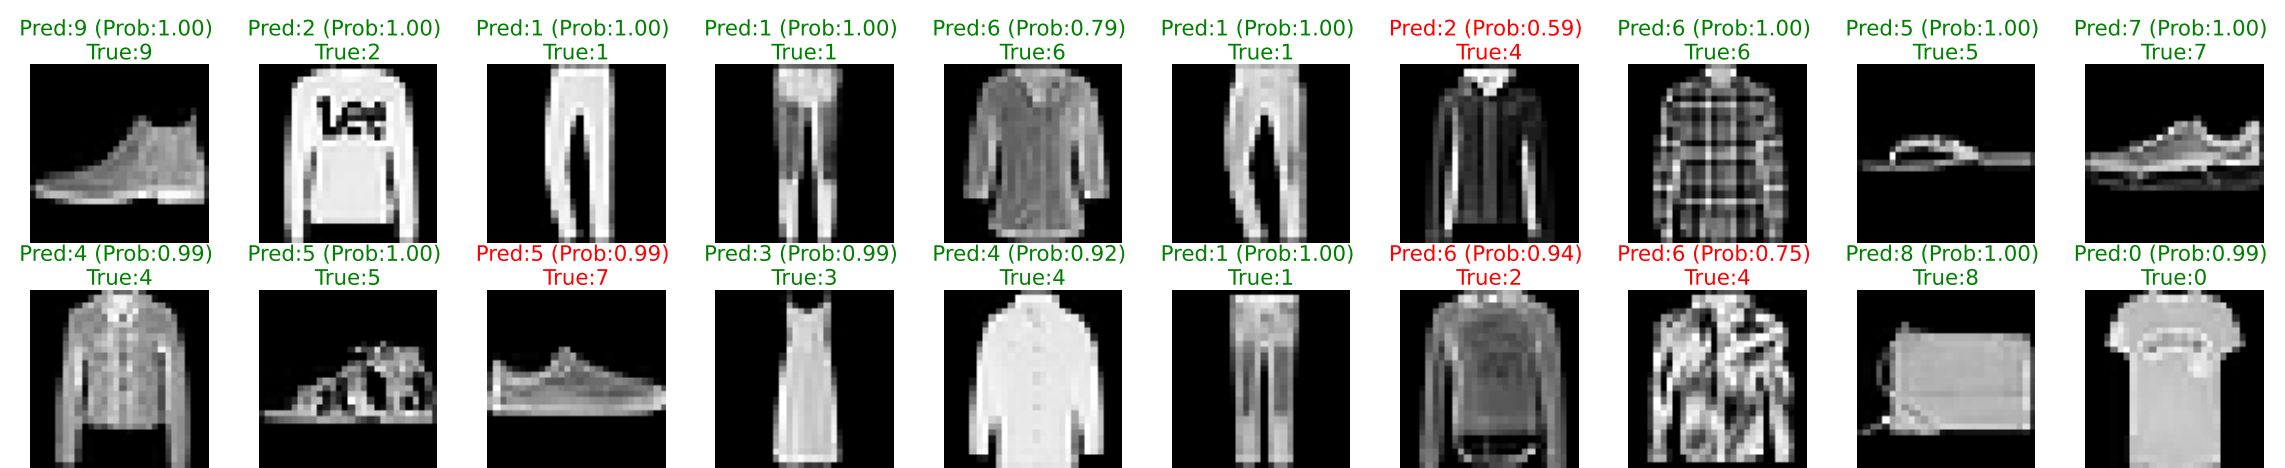 Pred:9 (Prob:1.00)
True:9
Pred:2 (Prob:1.00)
True:2
Pred:1 (Prob:1.00)
True:1
Pred:1 (Prob:1.00)
True:1
Pred:6 (Prob:0.79)
True:6
Pred:1 (Prob:1.00)
True:1
Pred:2 (Prob:0.59)
True:4
Pred:6 (Prob:1.00)
True:6
Pred:5 (Prob:1.00)
True:5
Pred:7 (Prob:1.00)
True:7
Lee
Pred:4 (Prob:0.99)
True:4
Pred:5 (Prob:1.00)
True:5
Pred:5 (Prob:0.99)
True:7
Pred:3 (Prob:0.99)
True:3
Pred:4 (Prob:0.92)
True:4
Pred:1 (Prob:1.00)
True:1
Pred:6 (Prob:0.94)
True:2
Pred:6 (Prob:0.75)
True:4
Pred:8 (Prob:1.00)
True:8
Pred:0 (Prob:0.99)
True:0